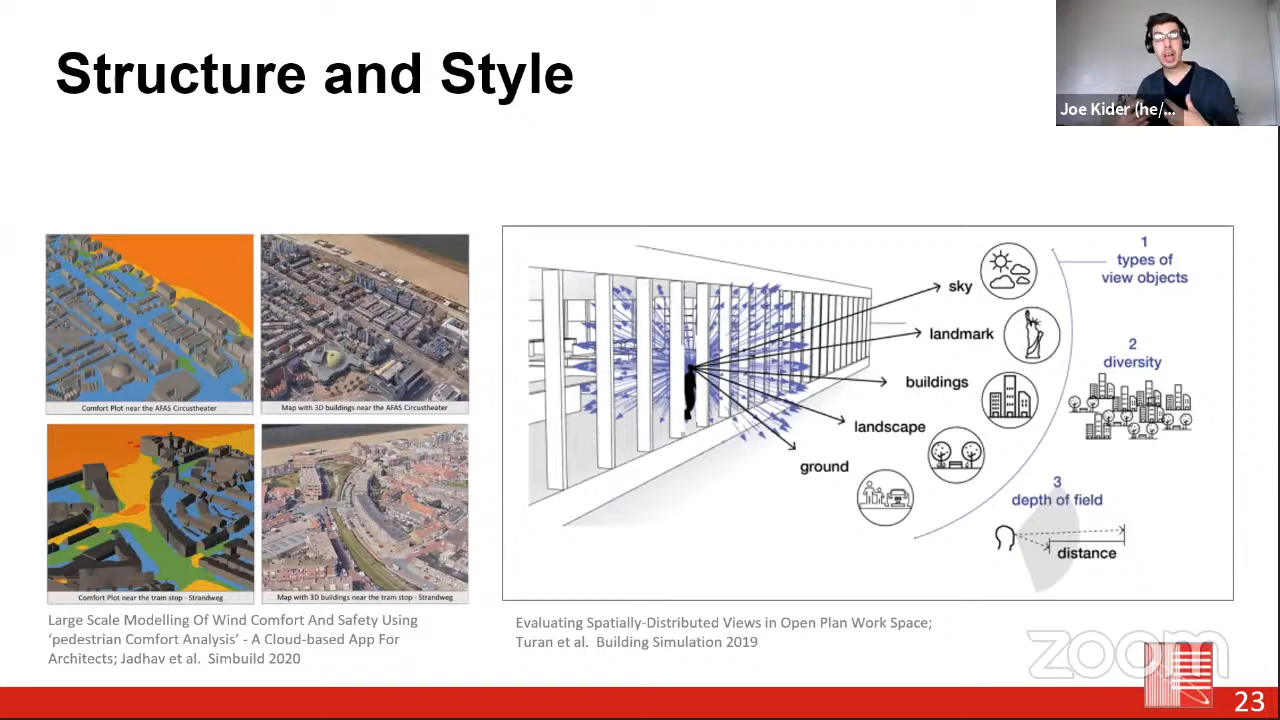 Structure and Style
Joe Kider (he/...
Comfort Plot near the AFAS Circustheater
Map with 3D buildings near the AFAS Circustheater
Comfort Plot near the tram stop - Strandweg
Map with 3D buildings near the tram stop - Strandweg
Large Scale Modelling Of Wind Comfort And Safety Using
‘pedestrian Comfort Analysis’ - A Cloud-based App For
Architects; Jadhav et al. Simbuild 2020
sky
landmark
buildings
landscape
ground
1
types of
view objects
2
diversity
3
depth of field
distance
Evaluating Spatially-Distributed Views in Open Plan Work Space;
Turan et al. Building Simulation 2019
zoom
23